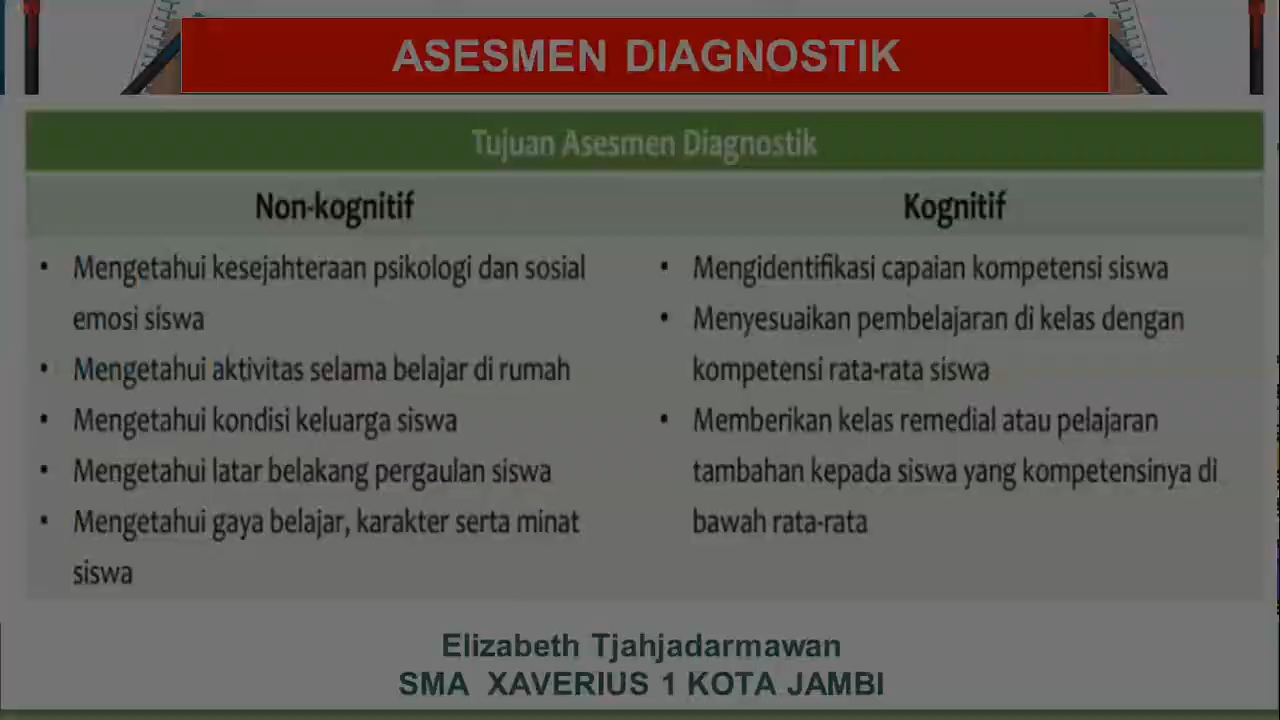 ASESMEN DIAGNOSTIK
Tujuan Asesmen Diagnostik
Non-kognitif
• Mengetahui kesejahteraan psikologi dan sosial
emosi siswa
• Mengetahui aktivitas selama belajar di rumah
• Mengetahui kondisi keluarga siswa
• Mengetahui latar belakang pergaulan siswa
• Mengetahui gaya belajar, karakter serta minat
siswa
Kognitif
• Mengidentifikasi capaian kompetensi siswa
• Menyesuaikan pembelajaran di kelas dengan
kompetensi rata-rata siswa
• Memberikan kelas remedial atau pelajaran
tambahan kepada siswa yang kompetensinya di
bawah rata-rata
Elizabeth Tjahjadarmawan
SMA XAVERIUS 1 KOTA JAMBI